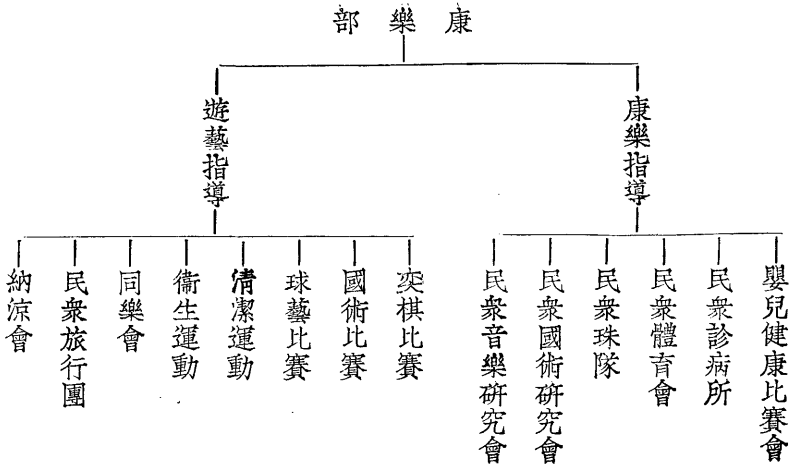 康樂部
康樂指導
嬰兒健康比賽會
民衆診病所
民衆體育會
民衆珠隊
民衆國術研究會
民衆音樂研究會
遊藝指導
奕棋比賽
國術比賽
球藝比賽
清潔運動
衞生運動
同樂會
民衆旅行團
納涼會